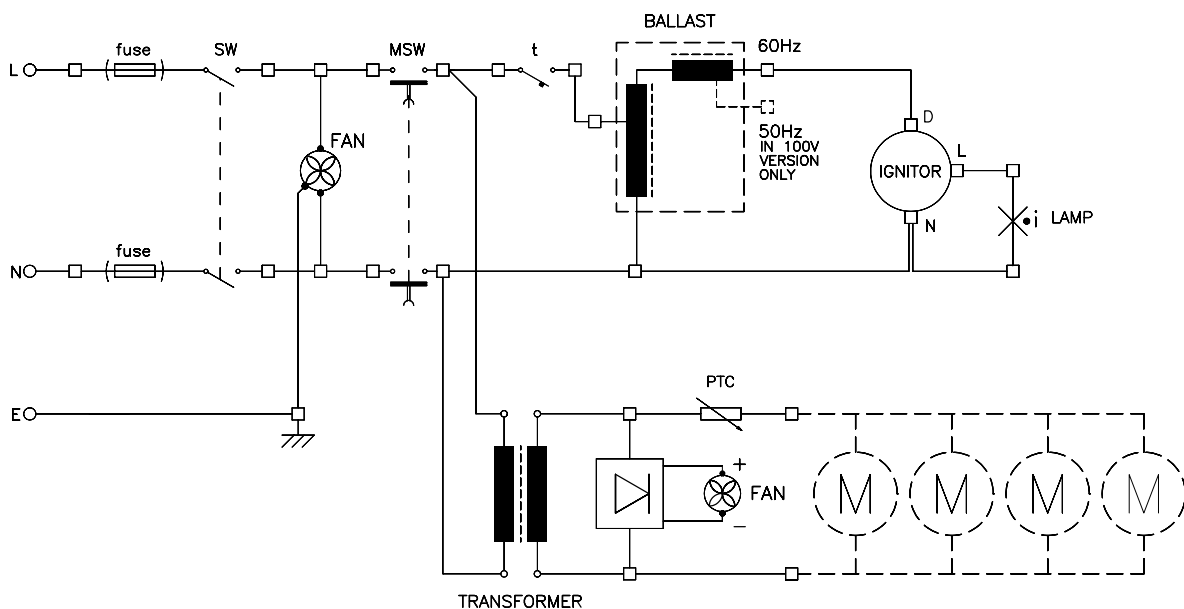 BALLAST
fuse
SW
MSW
t
60Hz
L
D
50Hz
IN 100V
VERSION
ONLY
FAN
L
IGNITOR
LAMP
N
fuse
N
PTC
E
+
FAN
−
M
M
M
M
TRANSFORMER